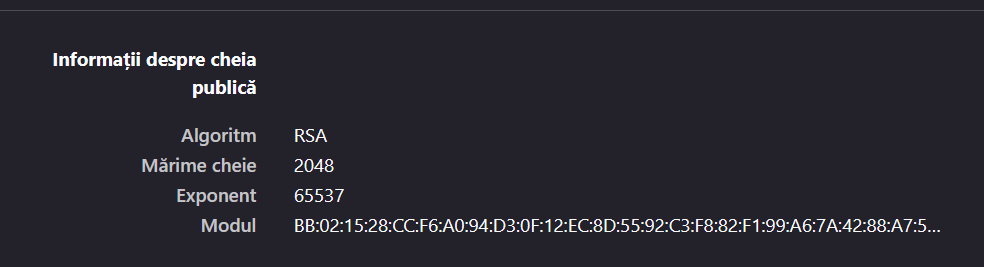 Informații despre cheia
publică
Algoritm RSA
Mărime cheie 2048
Exponent 65537
Modul BB:02:15:28:CC:F6:A0:94:D3:0F:12:EC:8D:55:92:C3:F8:82:F1:99:A6:7A:42:88:A7:5...